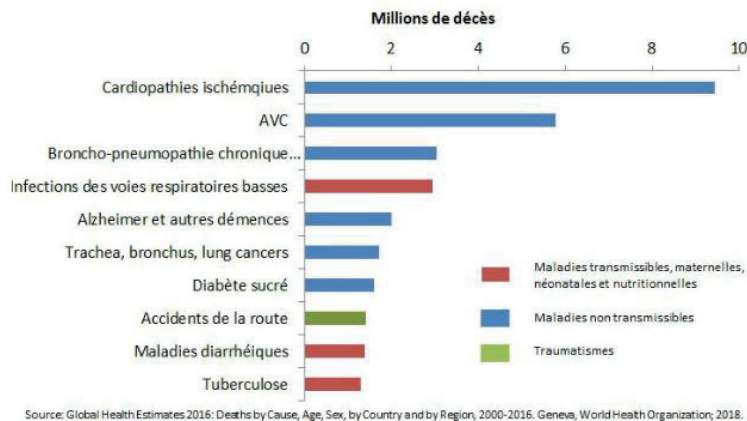 Millions de décès
0 2 4 6 8 10
Cardiopathies ischémqiues
AVC
Broncho-pneumopathie chronique...
Infections des voies respiratoires basses
Alzheimer et autres démences
Trachea, bronchus, lung cancers
Diabète sucré
Accidents de la route
Maladies diarrhéiques
Tuberculose
Maladies transmissibles, maternelles,
néonatales et nutritionnelles
Maladies non transmissibles
Traumatismes
Source: Global Health Estimates 2016: Deaths by Cause, Age, Sex, by Country and by Region, 2000-2016. Geneva, World Health Organization; 2018.